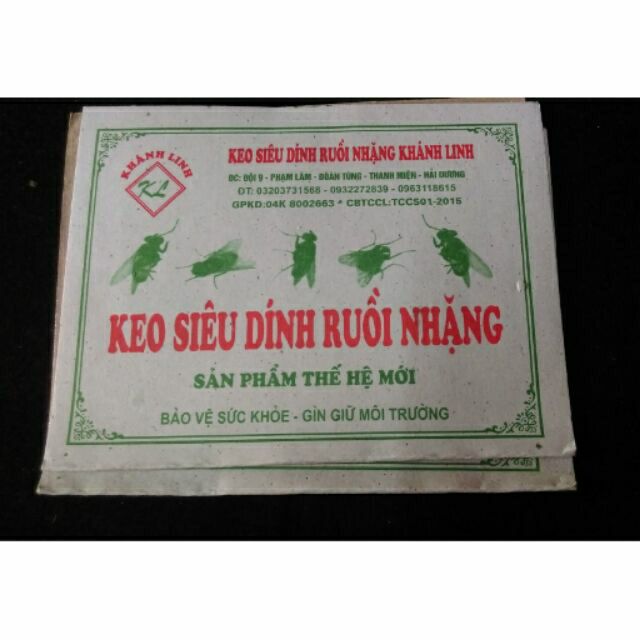 KHÁNH LINH
KL
KEO SIÊU DÍNH RUỒI NHẶNG KHÁNH LINH
ĐC: ĐỘI 9 - PHẠM LÂM - ĐOÀN TÙNG - THANH MIỆN - HẢI DƯƠNG
ĐT: 03203731568 - 0932272839 - 0963118615
GPKD:04K 8002663 * CBTCCL:TCCS01-2015
KEO SIÊU DÍNH RUỒI NHẶNG
SẢN PHẨM THẾ HỆ MỚI
BẢO VỆ SỨC KHỎE - GÌN GIỮ MÔI TRƯỜNG